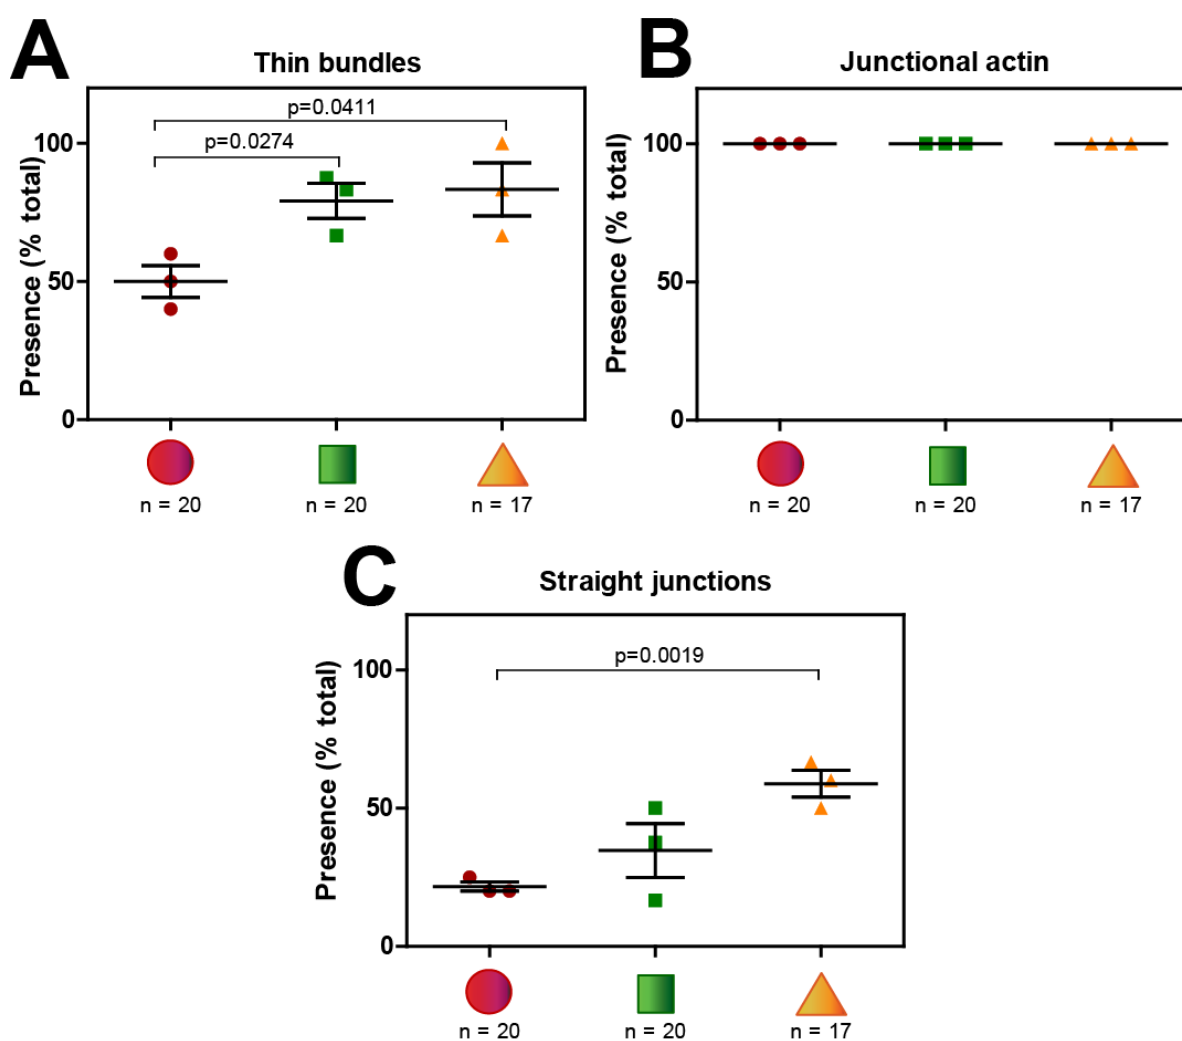 A
Thin bundles
Presence (% total)
100
50
0
p=0.0411
p=0.0274
n = 20
n = 20
n = 17
B
Junctional actin
Presence (% total)
100
50
0
n = 20
n = 20
n = 17
C
Straight junctions
Presence (% total)
100
50
0
p=0.0019
n = 20
n = 20
n = 17